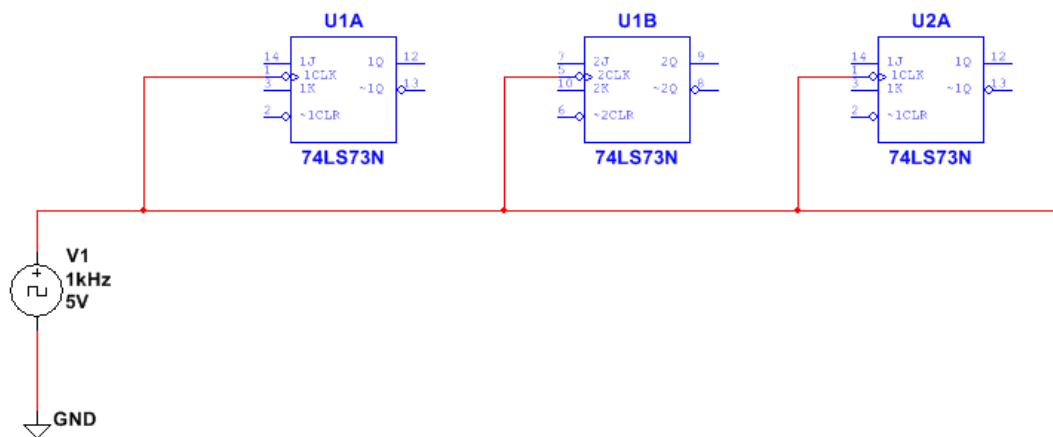 U1A
14 1J 1Q 12
1 1CLK
3 1K ~1Q 13
2 ~1CLR
74LS73N
U1B
7 2J 2Q 9
5 2CLK
10 2K ~2Q 8
6 ~2CLR
74LS73N
U2A
14 1J 1Q 12
1 1CLK
3 1K ~1Q 13
2 ~1CLR
74LS73N
V1
1kHz
5V
GND